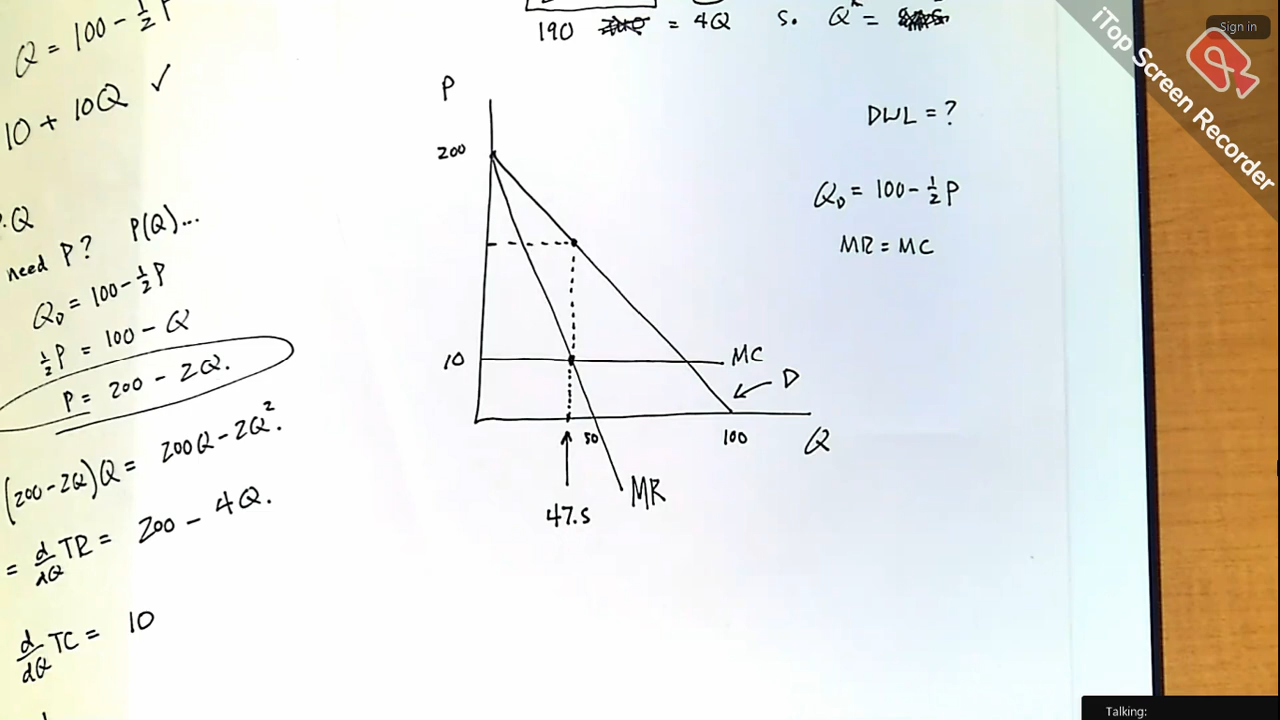 Q = 100 - ½P
10 + 10Q ✓
.Q
need P? P(Q)...
Q_D = 100 - ½P
½P = 100 - Q
P = 200 - 2Q.
(200-2Q)Q = 200Q - 2Q².
= d/dQ TR = 200 - 4Q.
d/dQ TC = 10
190 = 4Q s. Q* =
P
200
10
MC
D
50
100
Q
47.5
MR
DWL = ?
Q_D = 100 - ½P
MR = MC
iTop Screen Recorder
Sign in
Talking: